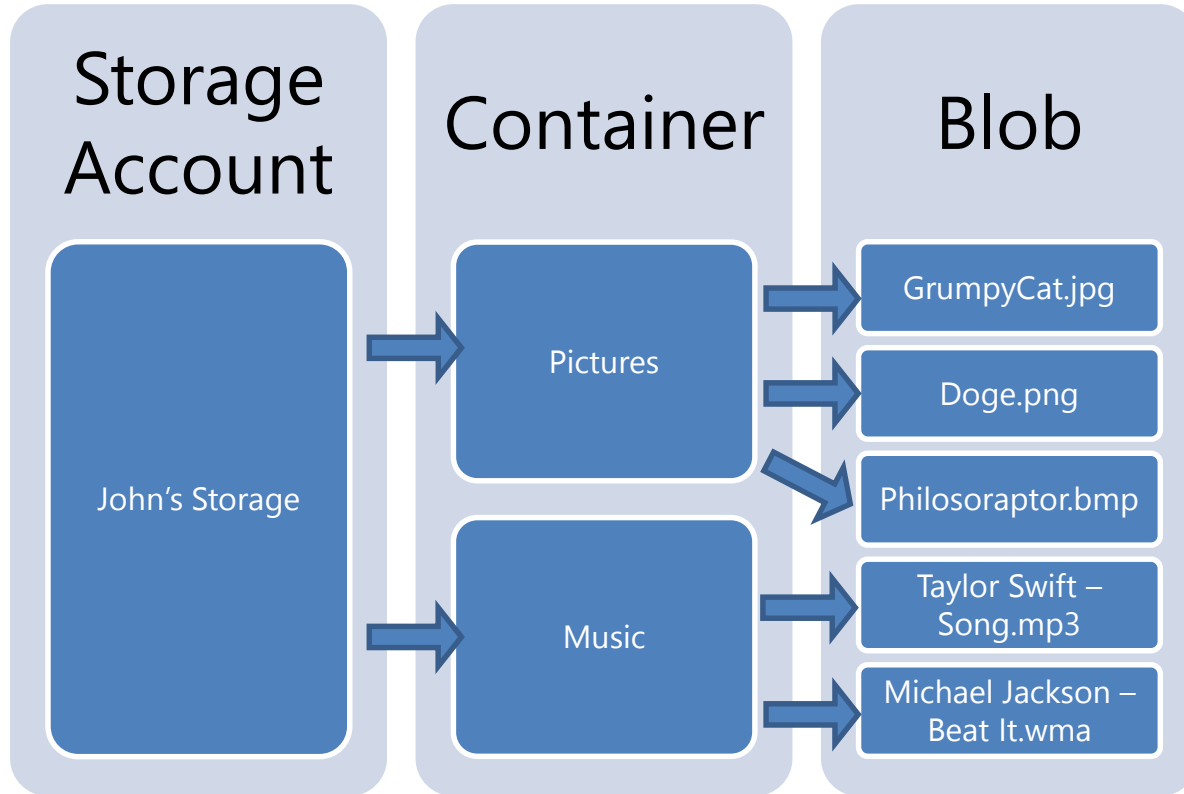 Storage
Account
Container
Blob
John’s Storage
Pictures
Music
GrumpyCat.jpg
Doge.png
Philosoraptor.bmp
Taylor Swift –
Song.mp3
Michael Jackson –
Beat It.wma